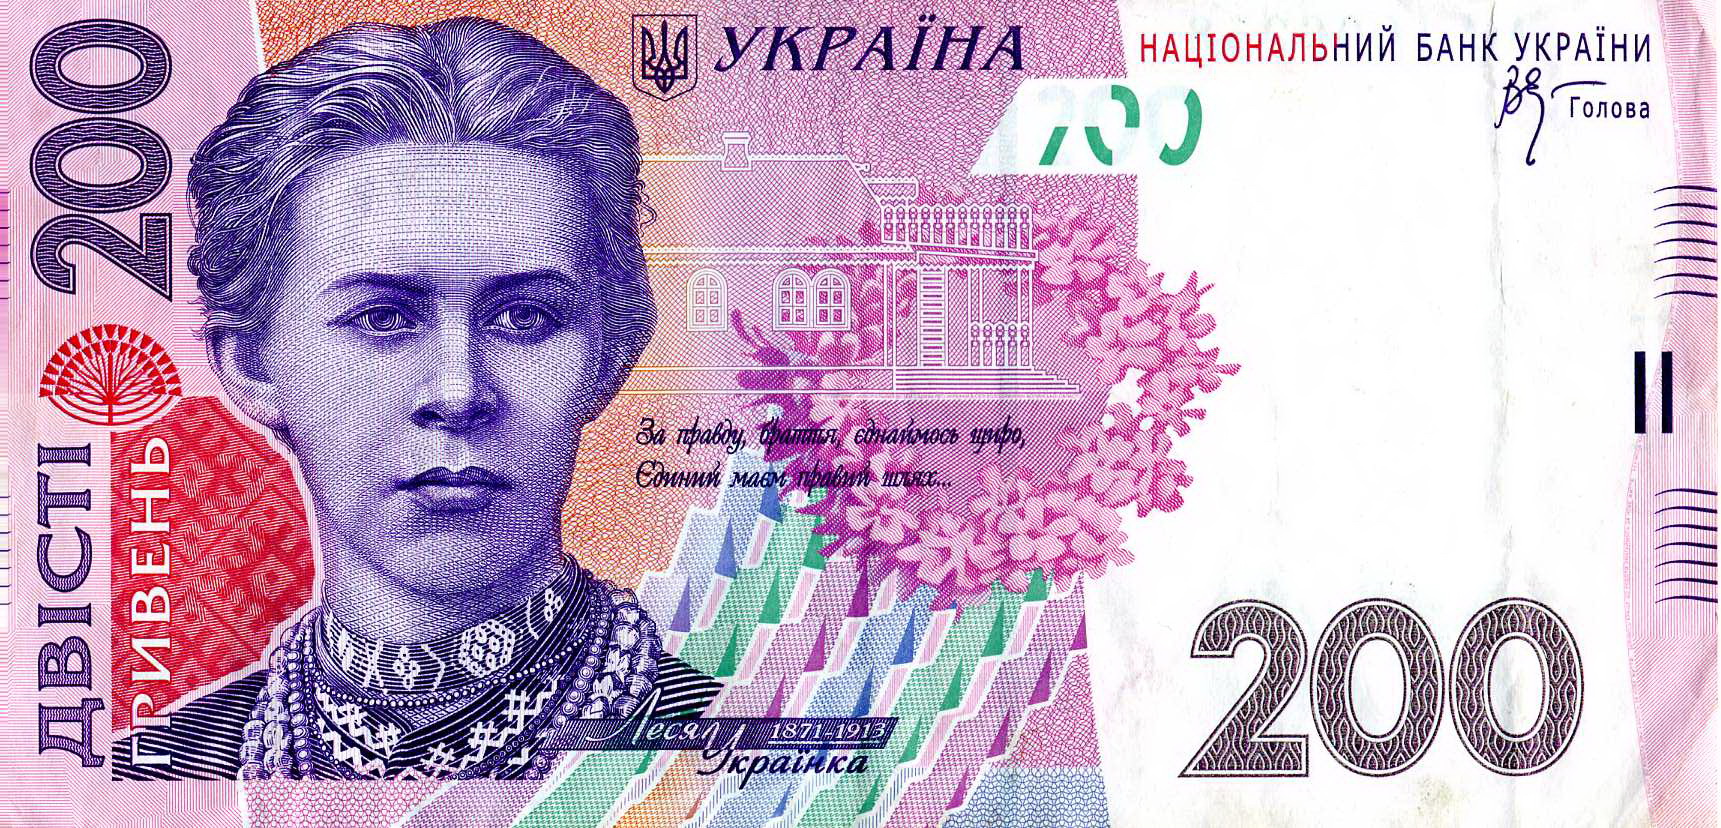 200
ДВІСТІ
ГРИВЕНЬ
УКРАЇНА
НАЦІОНАЛЬНИЙ БАНК УКРАЇНИ
Голова
200
За правду, браття, єднаймось щиро,
Єдиний маєм правий шлях...
Леся 1871-1913
Українка
200